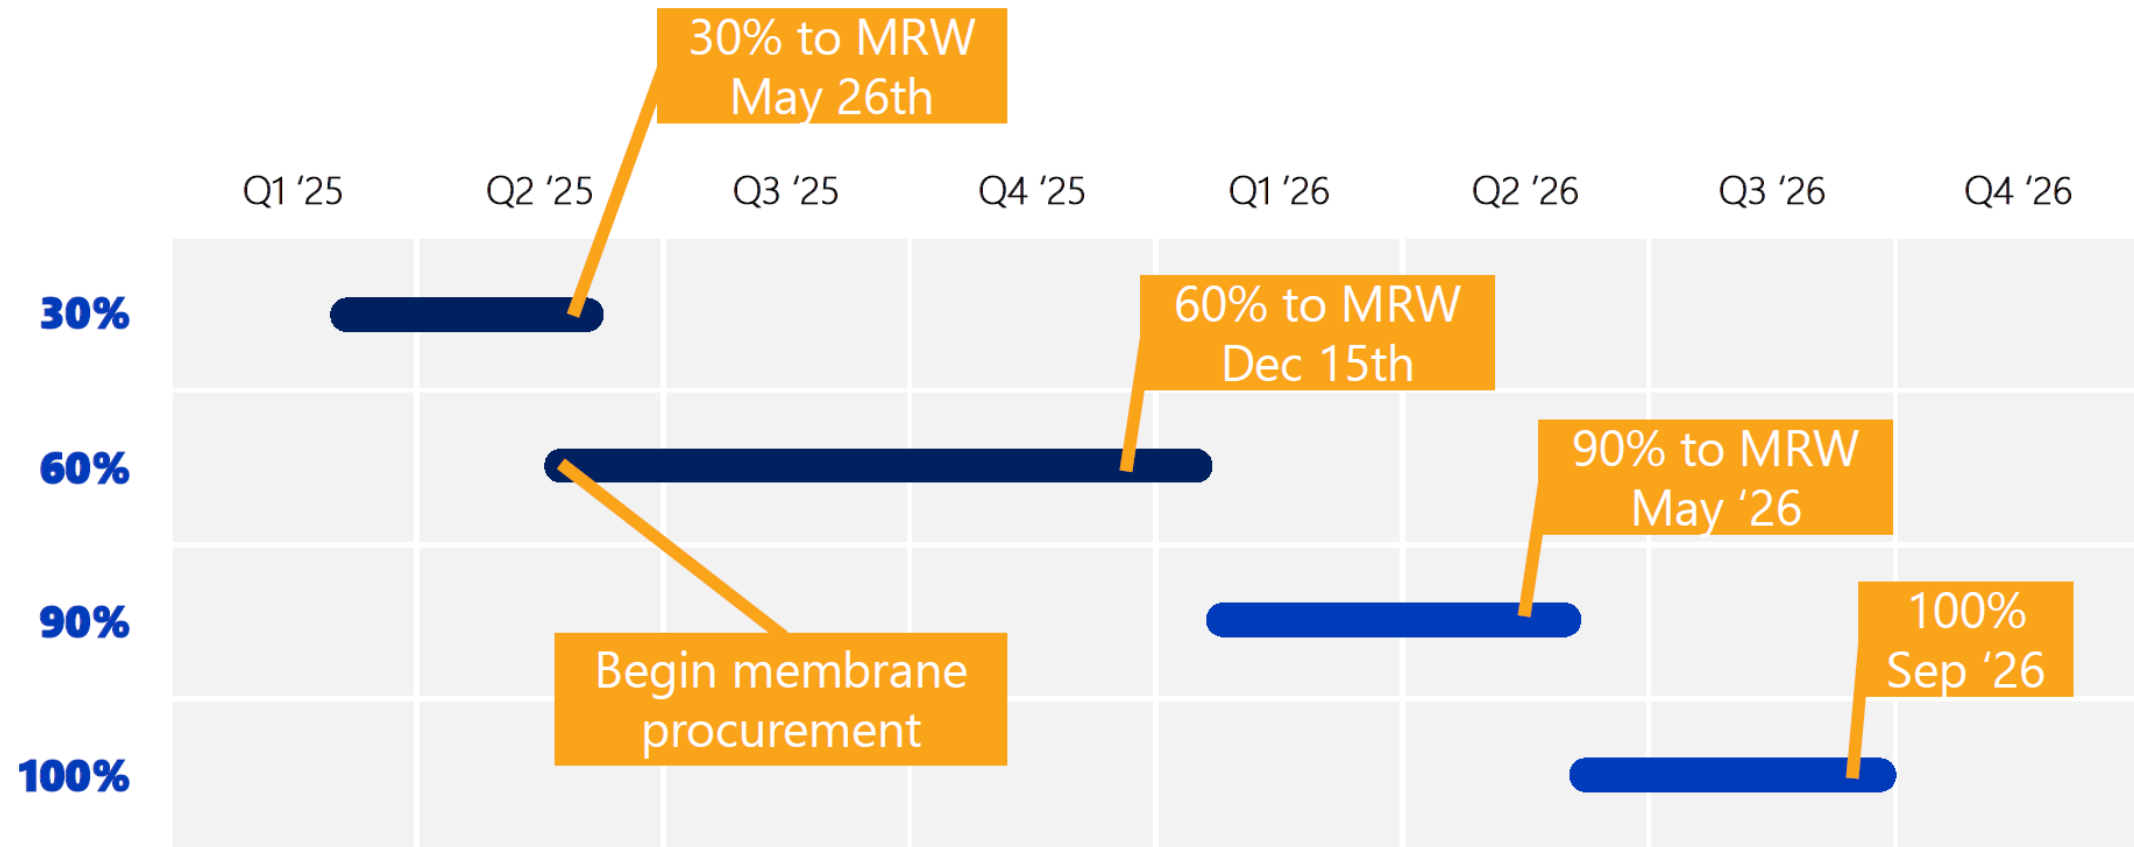 30% to MRW
May 26th
Q1 ‘25
Q2 ‘25
Q3 ‘25
Q4 ‘25
Q1 ‘26
Q2 ‘26
Q3 ‘26
Q4 ‘26
30%
60% to MRW
Dec 15th
60%
90% to MRW
May ‘26
90%
Begin membrane
procurement
100%
Sep ‘26
100%